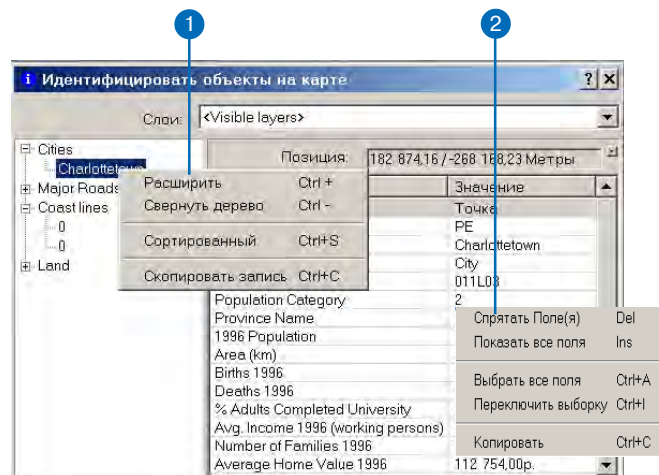 1
2
Идентифицировать объекты на карте
Слои: <Visible layers>
Cities
Charlottetown
Major Roads
Coast lines
0
0
Land
Расширить Ctrl +
Свернуть дерево Ctrl -
Сортированный Ctrl+S
Скопировать запись Ctrl+C
Позиция: 182 874,16 / -268 168,23 Метры
Значение
Точка
PE
Charlottetown
City
011L03
Population Category 2
Province Name
1996 Population
Area (km)
Births 1996
Deaths 1996
% Adults Completed University
Avg. Income 1996 (working persons)
Number of Families 1996
Average Home Value 1996 112 754,00р.
Спрятать Поле(я) Del
Показать все поля Ins
Выбрать все поля Ctrl+A
Переключить выборку Ctrl+I
Копировать Ctrl+C